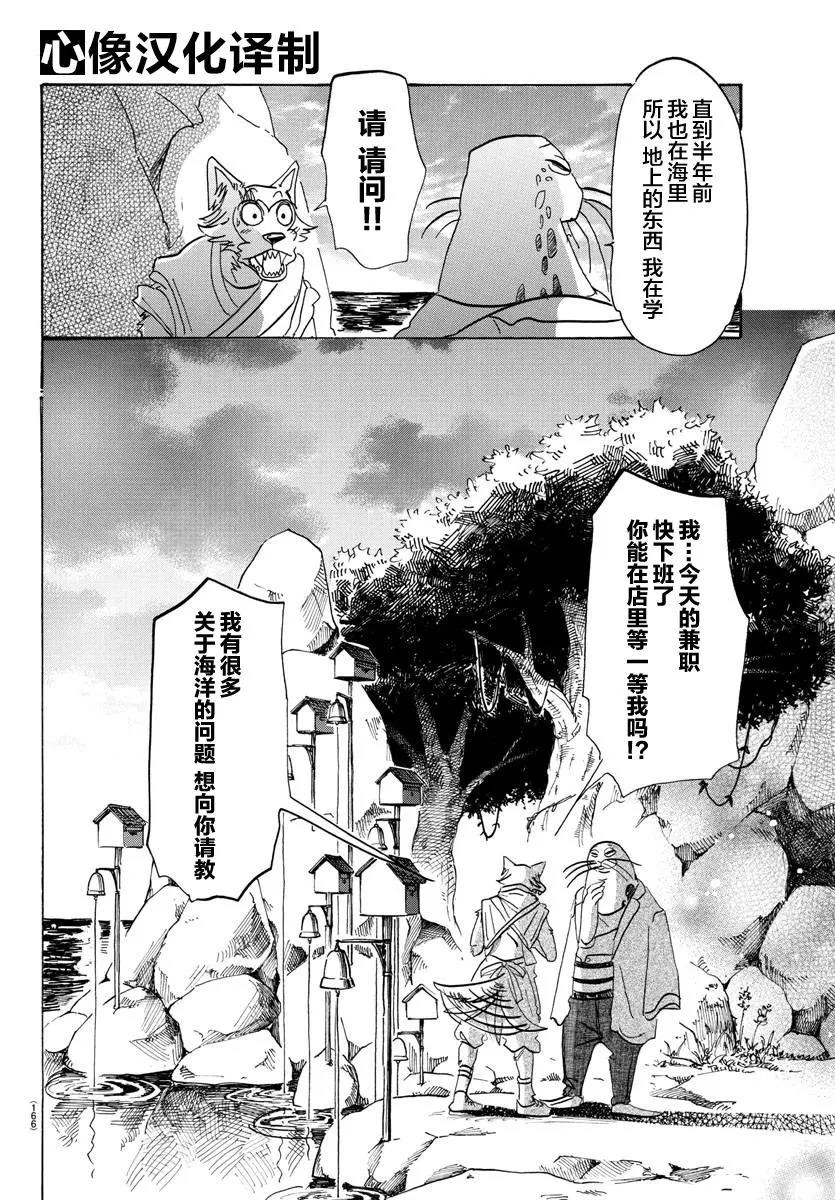 心像汉化译制
直到半年前
我也在海里
所以 地上的东西 我在学
请 请问!!
我…今天的兼职
快下班了
你能在店里等一等我吗!?
我有很多
关于海洋的问题 想向你请教
166